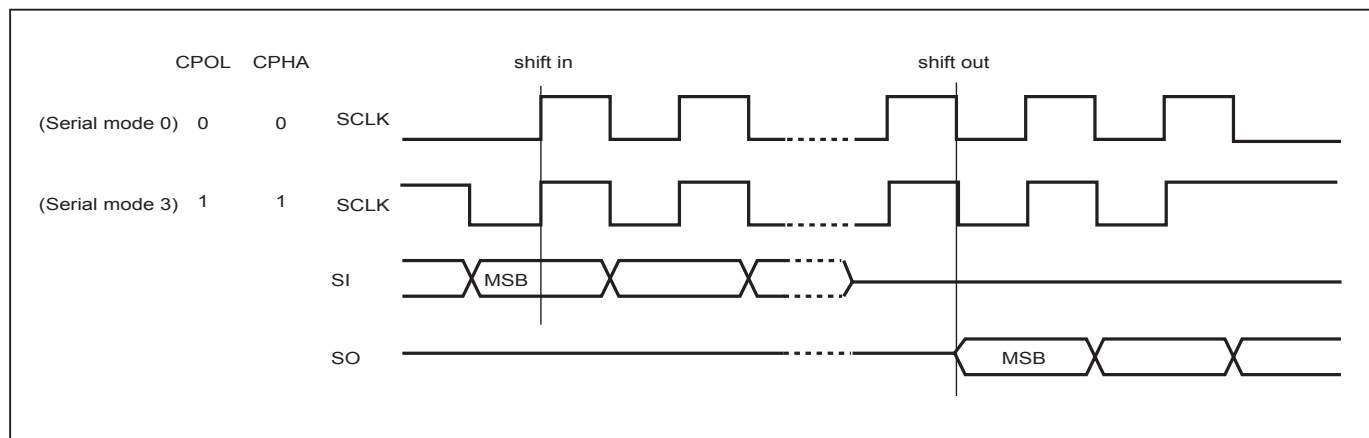 CPOL CPHA shift in shift out
(Serial mode 0) 0 0 SCLK
(Serial mode 3) 1 1 SCLK
SI MSB
SO MSB